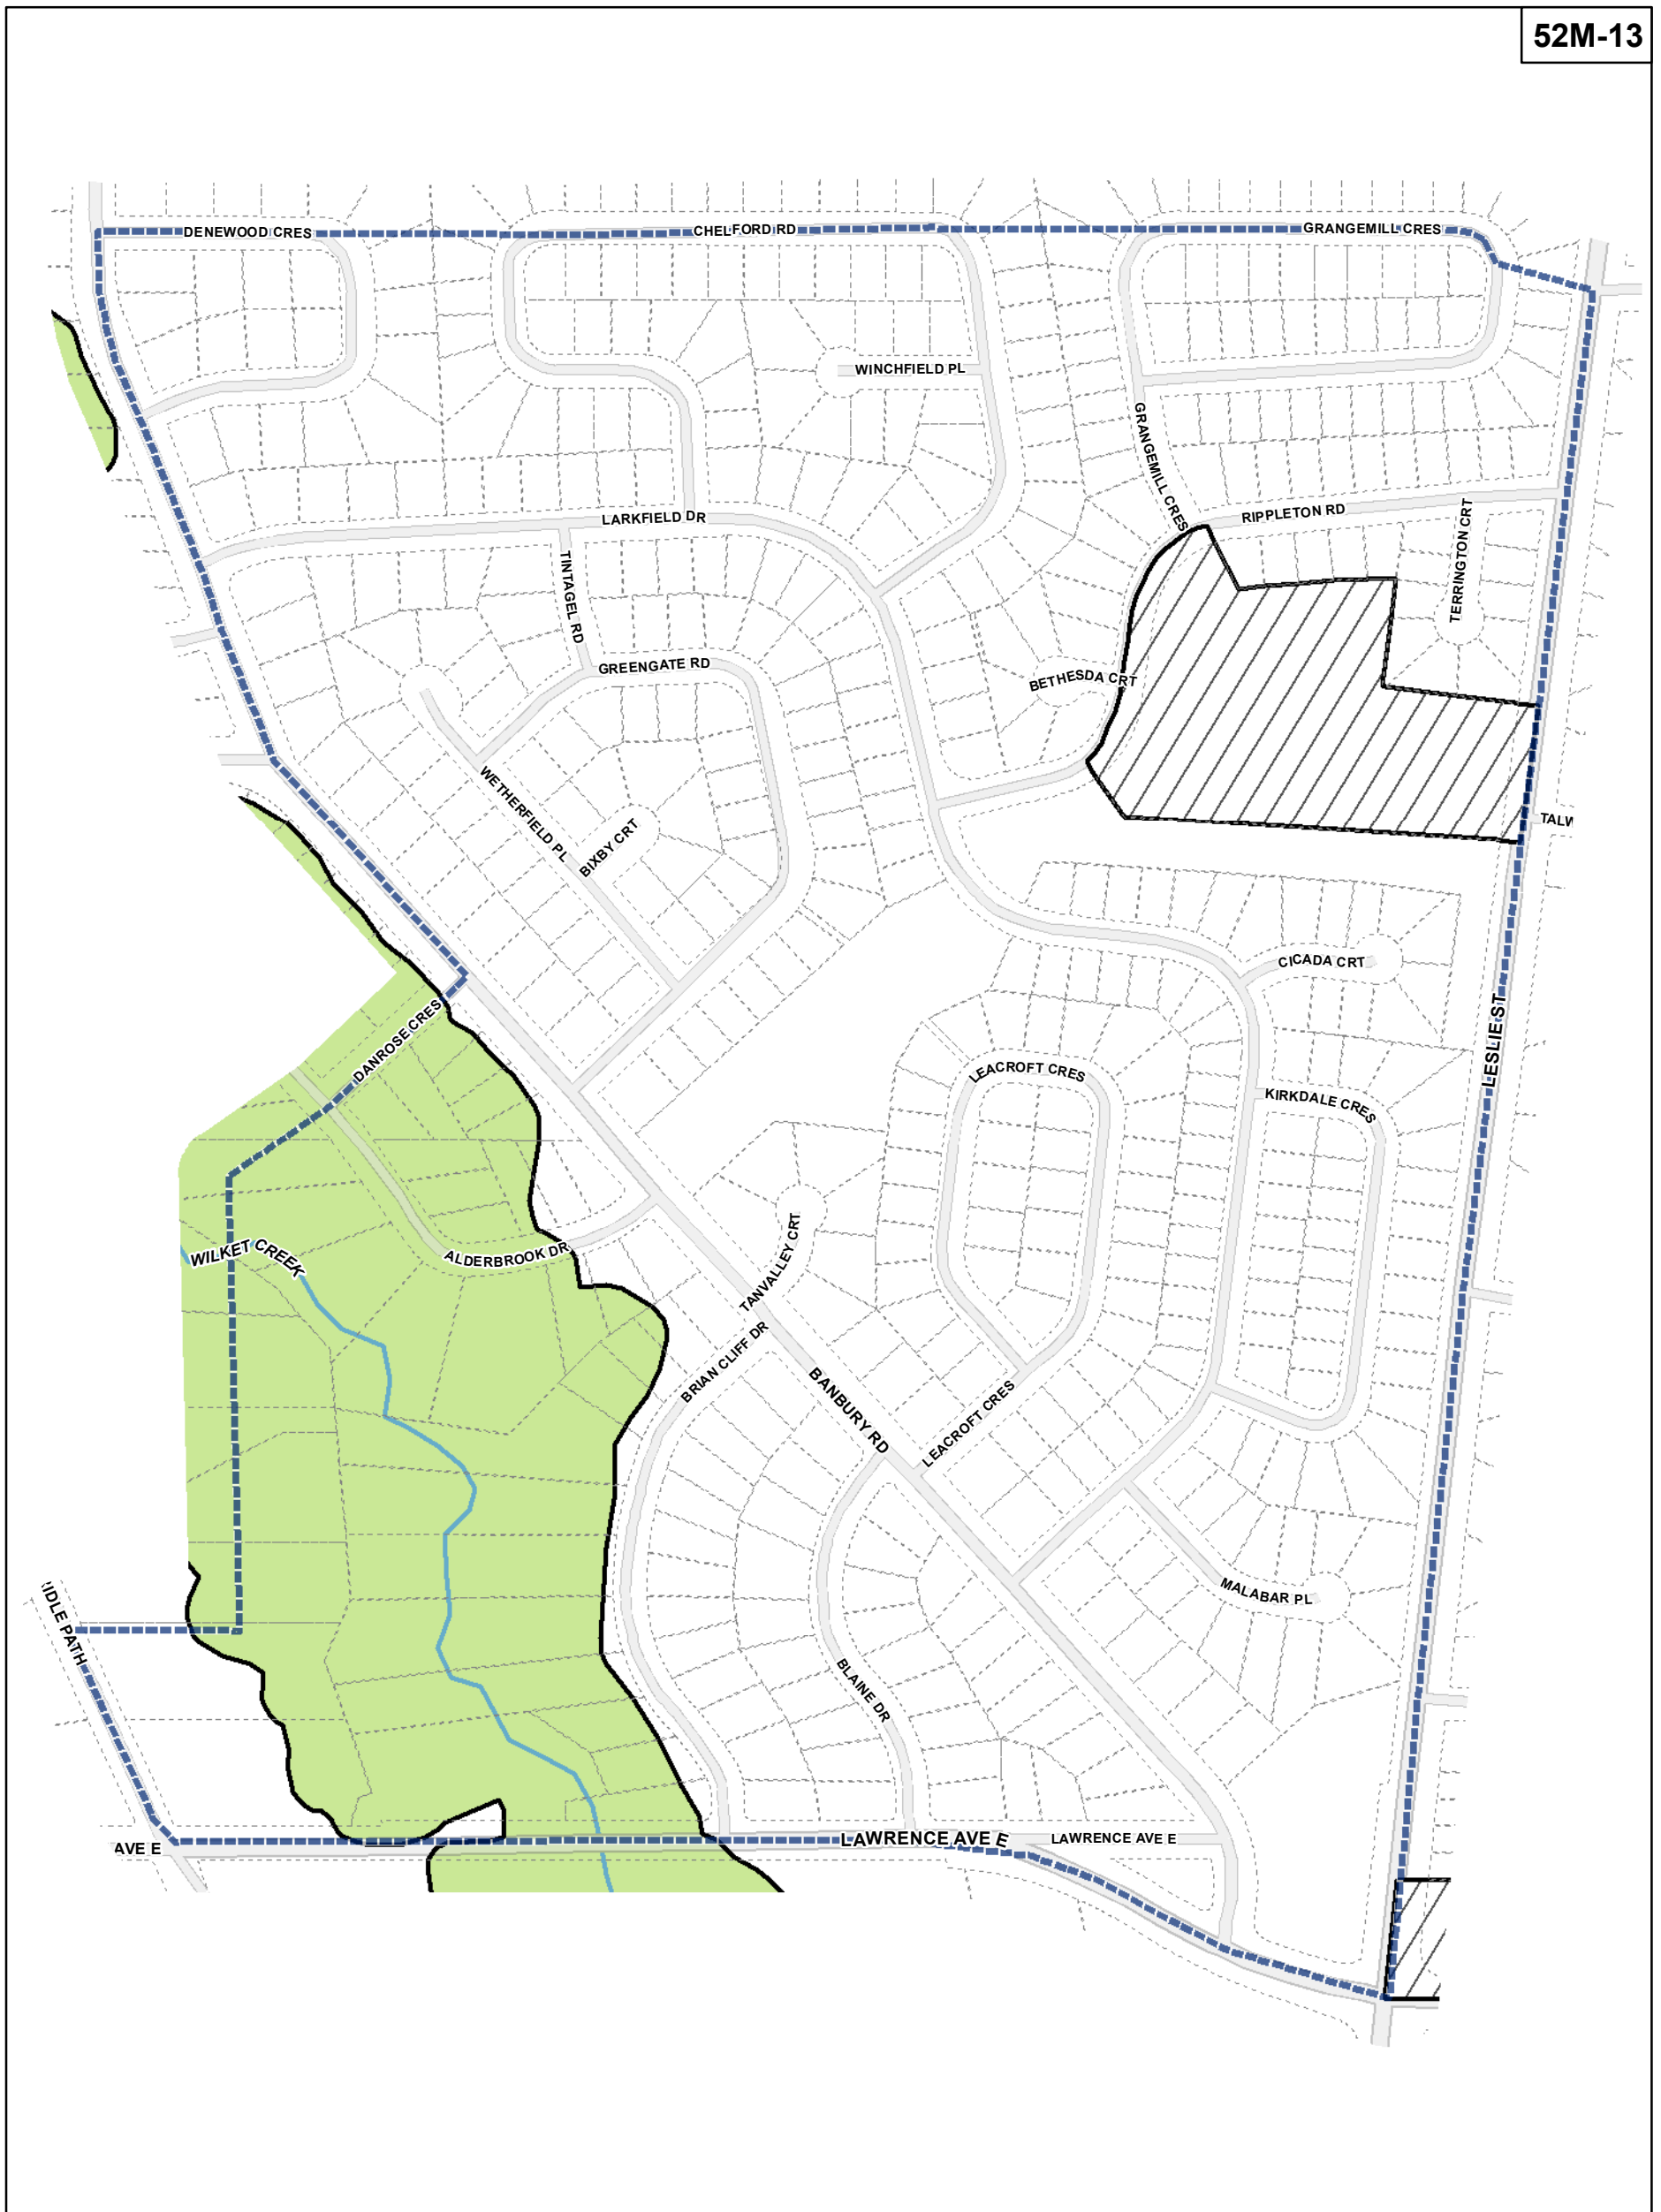 52M-13
DENEWOOD CRES
CHELFORD RD
GRANGEMILL CRES
WINCHFIELD PL
GRANGEMILL CRES
RIPPLETON RD
TERRINGTON CRT
LARKFIELD DR
TINTAGEL RD
GREENGATE RD
BETHESDA CRT
WETHERFIELD PL
BIXBY CRT
TALW
CICADA CRT
LESLIE ST
DANROSE CRES
LEACROFT CRES
KIRKDALE CRES
WILKET CREEK
ALDERBROOK DR
TANVALLEY CRT
BRIAN CLIFF DR
BANBURY RD
LEACROFT CRES
MALABAR PL
IDLE PATH
BLAINE DR
AVE E
LAWRENCE AVE E
LAWRENCE AVE E